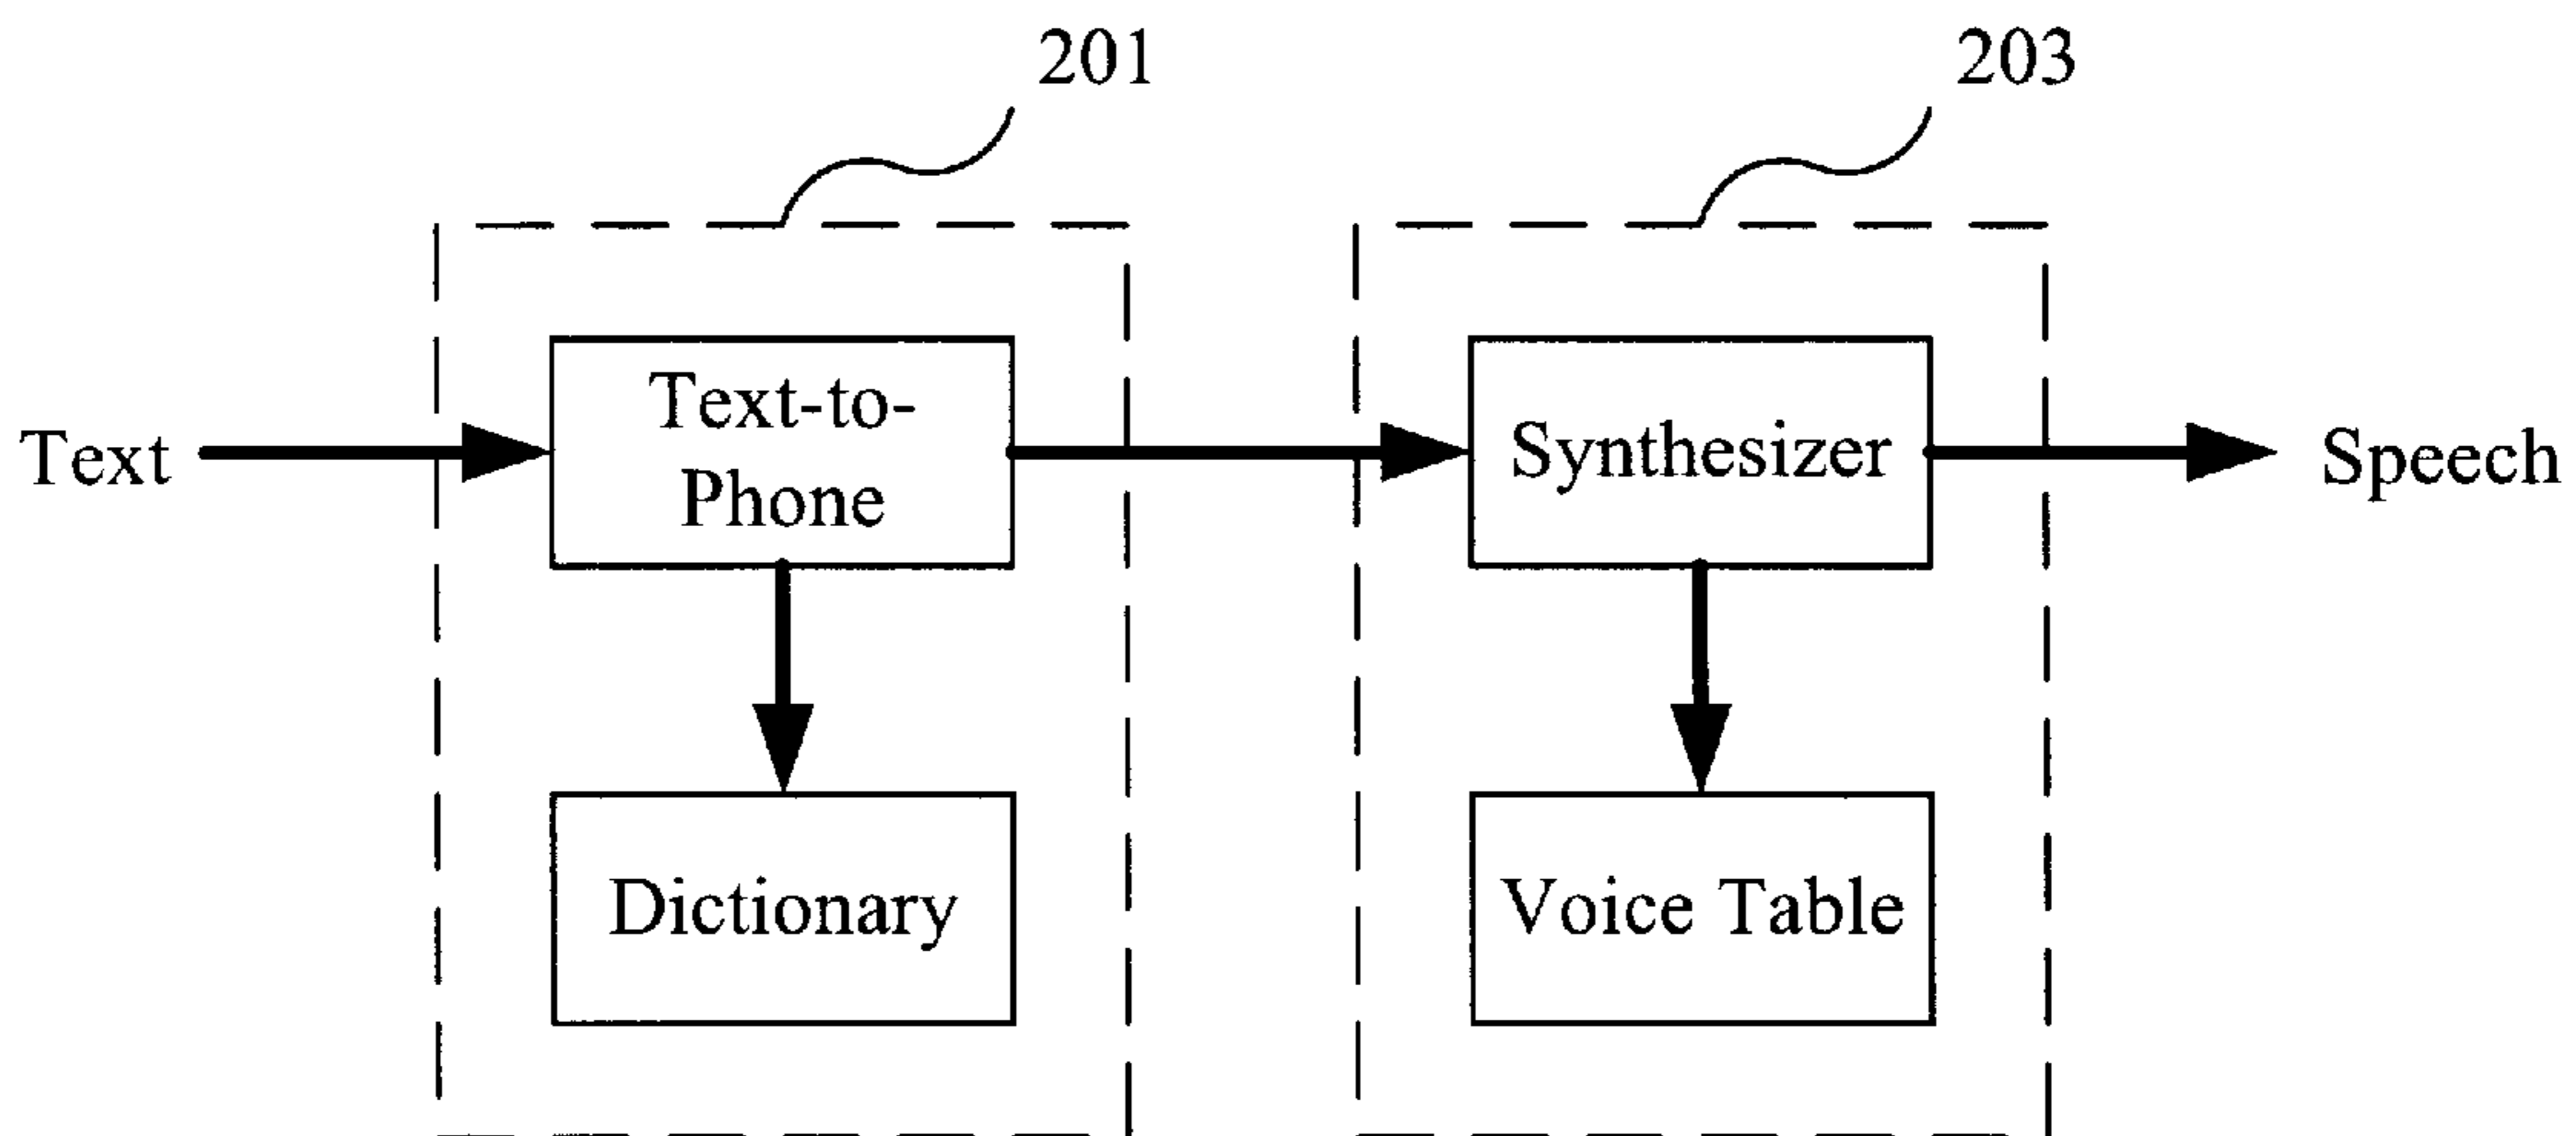 201
203
Text
Text-to-
Phone
Synthesizer
Speech
Dictionary
Voice Table